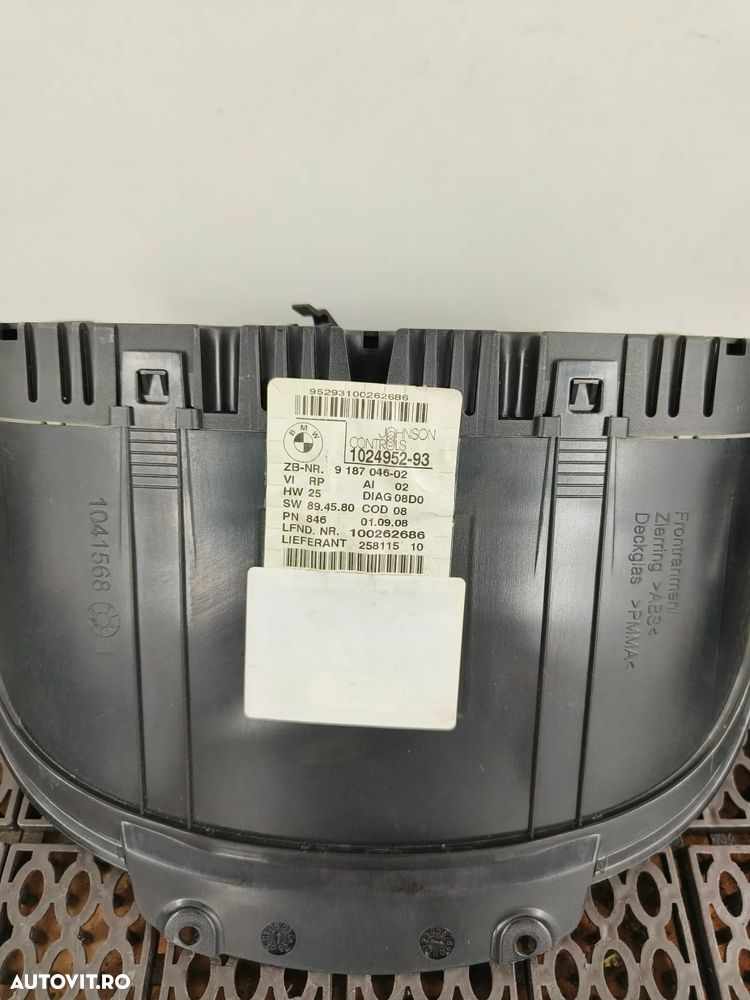 95293100262686
BMW
JOHNSON
CONTROLS
1024952-93
ZB-NR. 9 187 046-02
VI RP AI 02
HW 25 DIAG 08D0
SW 89.45.80 COD 08
PN 846 01.09.08
LFND. NR. 100262686
LIEFERANT 258115 10
1041568
Frontrahmen/
Zierring >ABS<
Deckglas >PMMA<
AUTOVIT.RO